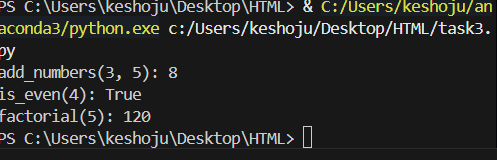 PS C:\Users\keshoju\Desktop\HTML> & C:/Users/keshoju/an
aconda3/python.exe c:/Users/keshoju/Desktop/HTML/task3.
py
add_numbers(3, 5): 8
is_even(4): True
factorial(5): 120
PS C:\Users\keshoju\Desktop\HTML>